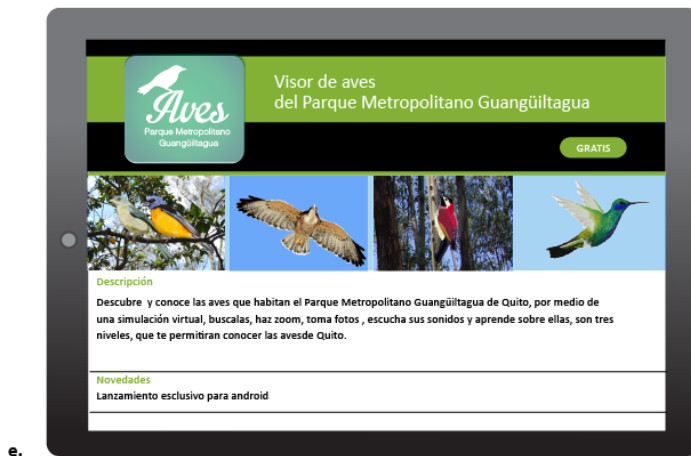 Aves
Parque Metropolitano
Guangüiltagua
Visor de aves
del Parque Metropolitano Guangüiltagua
GRATIS
Descripción
Descubre y conoce las aves que habitan el Parque Metropolitano Guangüiltagua de Quito, por medio de
una simulación virtual, buscalas, haz zoom, toma fotos , escucha sus sonidos y aprende sobre ellas, son tres
niveles, que te permitiran conocer las avesde Quito.
Novedades
Lanzamiento esclusivo para android
e.